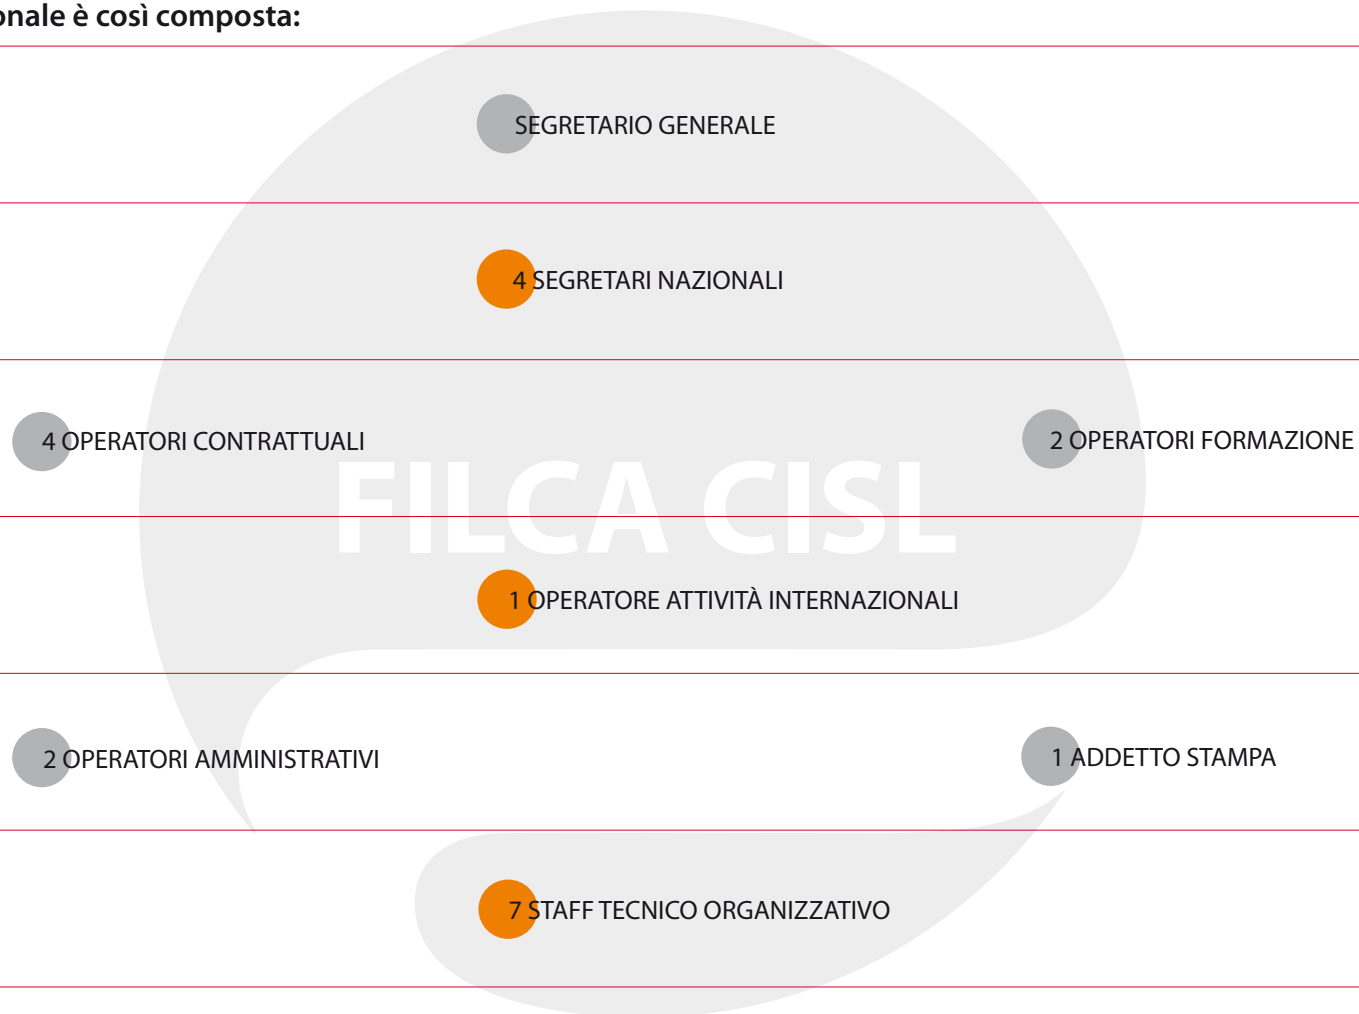 onale è così composta:
SEGRETARIO GENERALE
4 SEGRETARI NAZIONALI
4 OPERATORI CONTRATTUALI
2 OPERATORI FORMAZIONE
FILCA CISL
1 OPERATORE ATTIVITÀ INTERNAZIONALI
2 OPERATORI AMMINISTRATIVI
1 ADDETTO STAMPA
7 STAFF TECNICO ORGANIZZATIVO